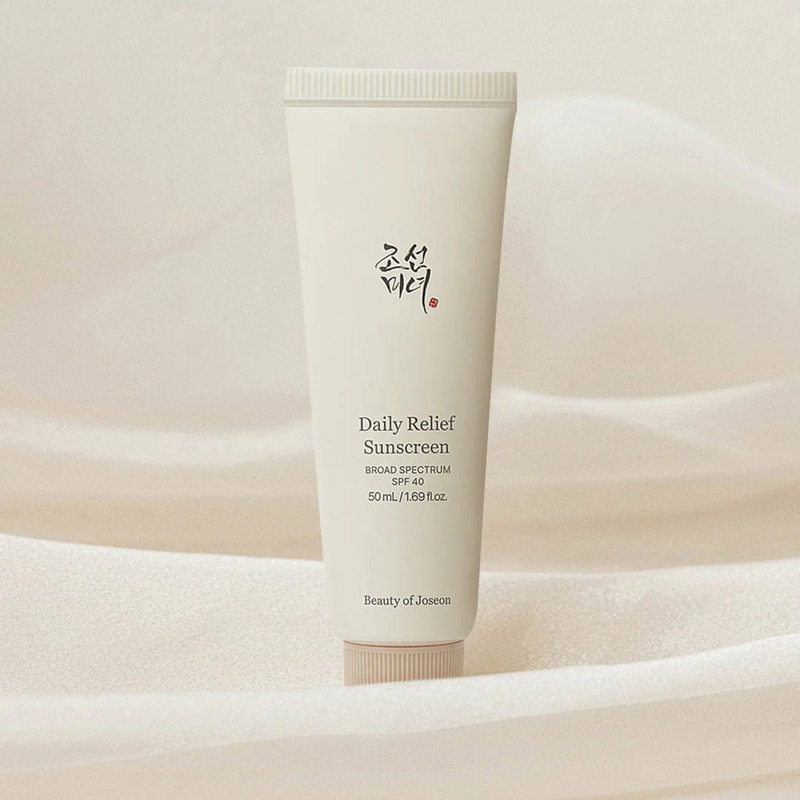 조선
미녀
Daily Relief
Sunscreen
BROAD SPECTRUM
SPF 40
50 mL / 1.69 fl.oz.
Beauty of Joseon